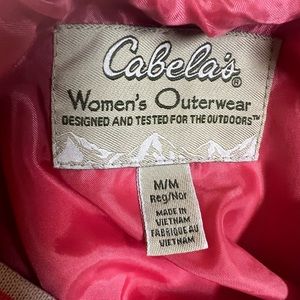 Cabela's®
Women's Outerwear
DESIGNED AND TESTED FOR THE OUTDOORS™
M/M
Reg/Nor
MADE IN
VIETNAM
FABRIQUÉ AU
VIETNAM